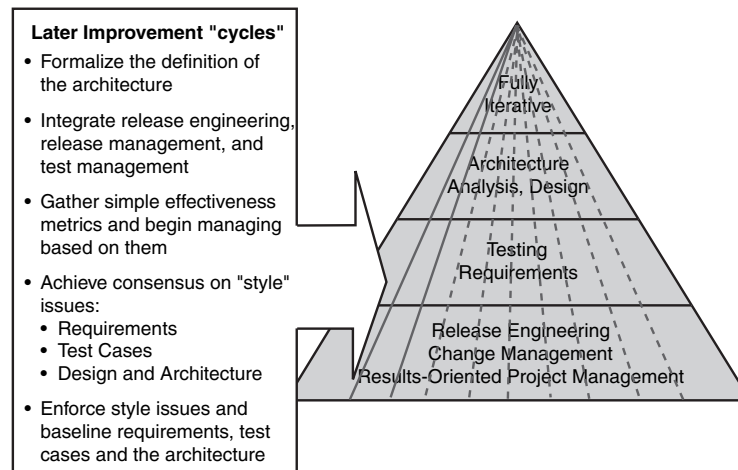 Later Improvement "cycles"
• Formalize the definition of
the architecture
• Integrate release engineering,
release management, and
test management
• Gather simple effectiveness
metrics and begin managing
based on them
• Achieve consensus on "style"
issues:
• Requirements
• Test Cases
• Design and Architecture
• Enforce style issues and
baseline requirements, test
cases and the architecture
Fully
Iterative
Architecture
Analysis, Design
Testing
Requirements
Release Engineering
Change Management
Results-Oriented Project Management